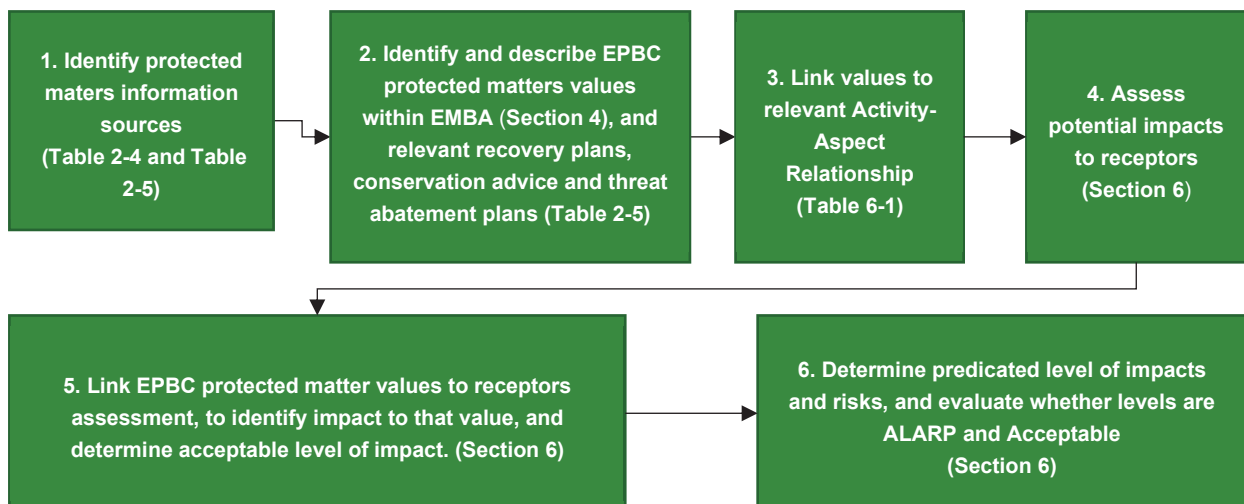 1. Identify protected
maters information
sources
(Table 2-4 and Table
2-5)
2. Identify and describe EPBC
protected matters values
within EMBA (Section 4), and
relevant recovery plans,
conservation advice and threat
abatement plans (Table 2-5)
3. Link values to
relevant Activity-
Aspect
Relationship
(Table 6-1)
4. Assess
potential impacts
to receptors
(Section 6)
5. Link EPBC protected matter values to receptors
assessment, to identify impact to that value, and
determine acceptable level of impact. (Section 6)
6. Determine predicated level of impacts
and risks, and evaluate whether levels are
ALARP and Acceptable
(Section 6)